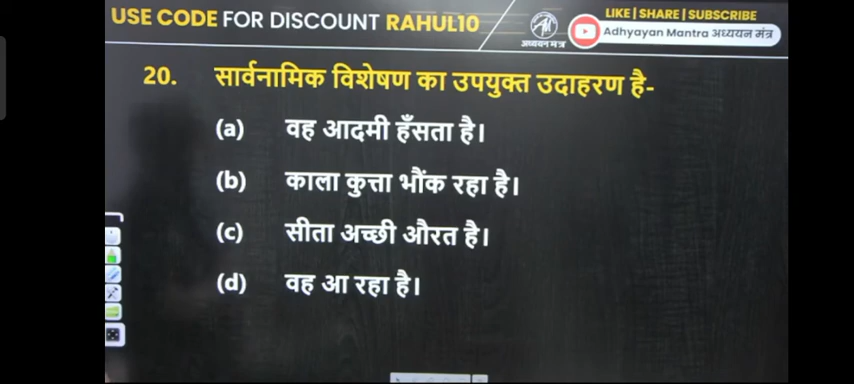 USE CODE FOR DISCOUNT RAHUL10
अध्ययन मंत्र
LIKE | SHARE | SUBSCRIBE
Adhyayan Mantra अध्ययन मंत्र
20. सार्वनामिक विशेषण का उपयुक्त उदाहरण है-
(a) वह आदमी हँसता है।
(b) काला कुत्ता भौंक रहा है।
(c) सीता अच्छी औरत है।
(d) वह आ रहा है।